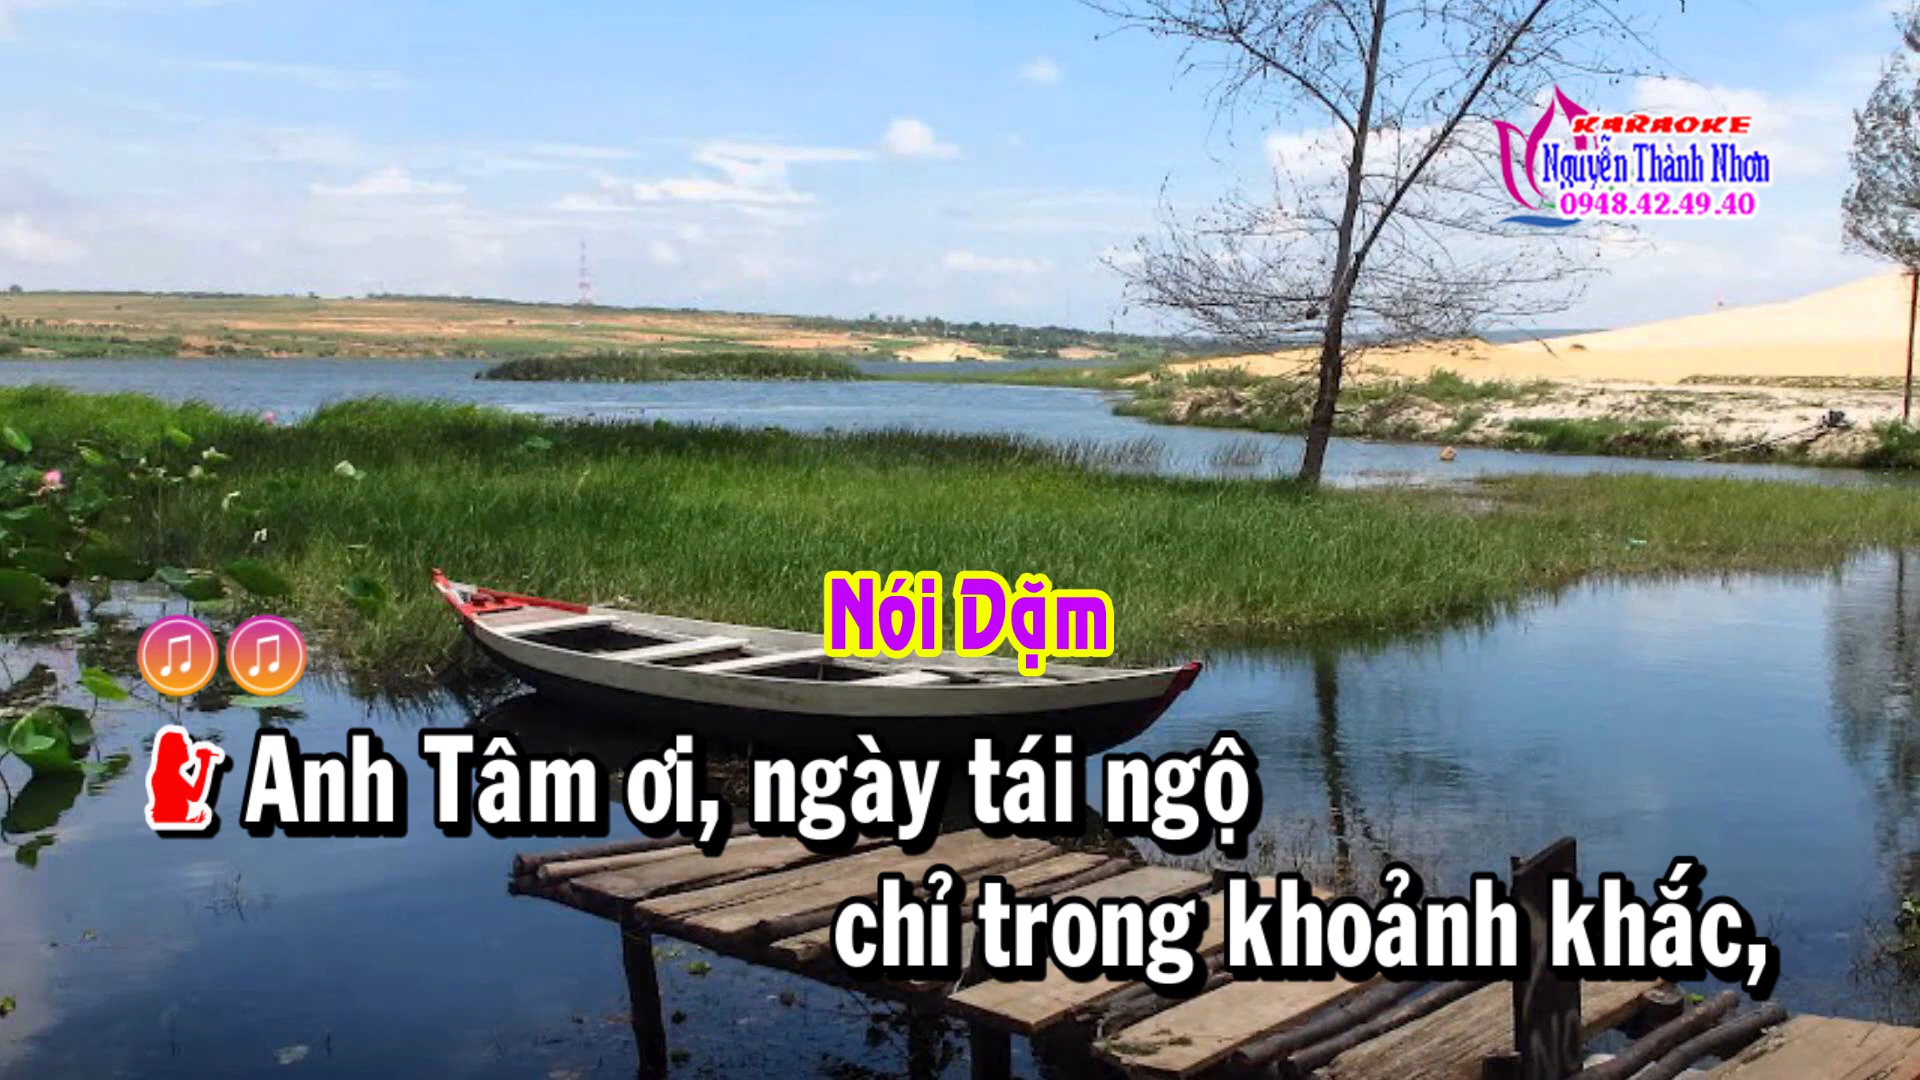 KARAOKE
Nguyễn Thành Nhơn
0948.42.49.40
Nói Dặm
Anh Tâm ơi, ngày tái ngộ
chỉ trong khoảnh khắc,